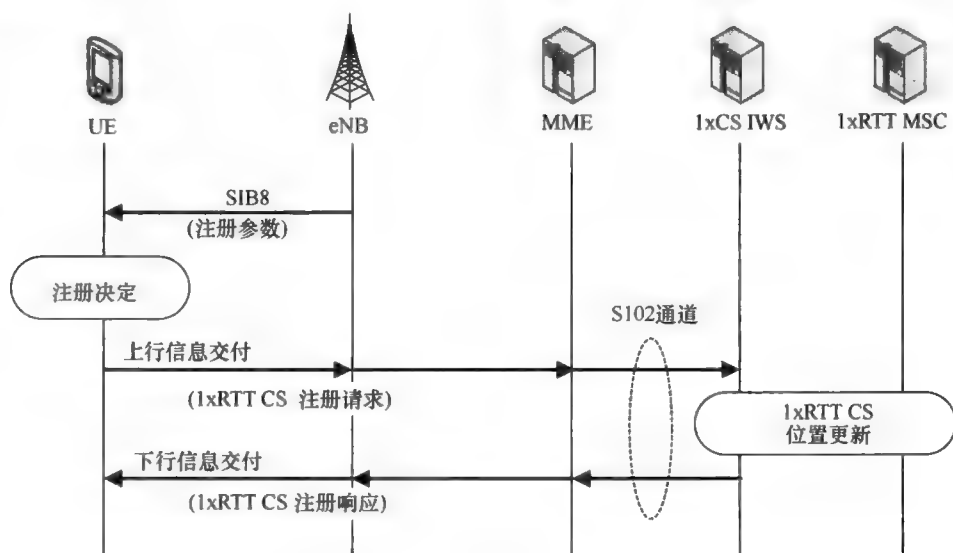 UE
eNB
MME
1xCS IWS
1xRTT MSC
SIB8
(注册参数)
注册决定
S102通道
上行信息交付
(1xRTT CS 注册请求)
1xRTT CS
位置更新
下行信息交付
(1xRTT CS 注册响应)